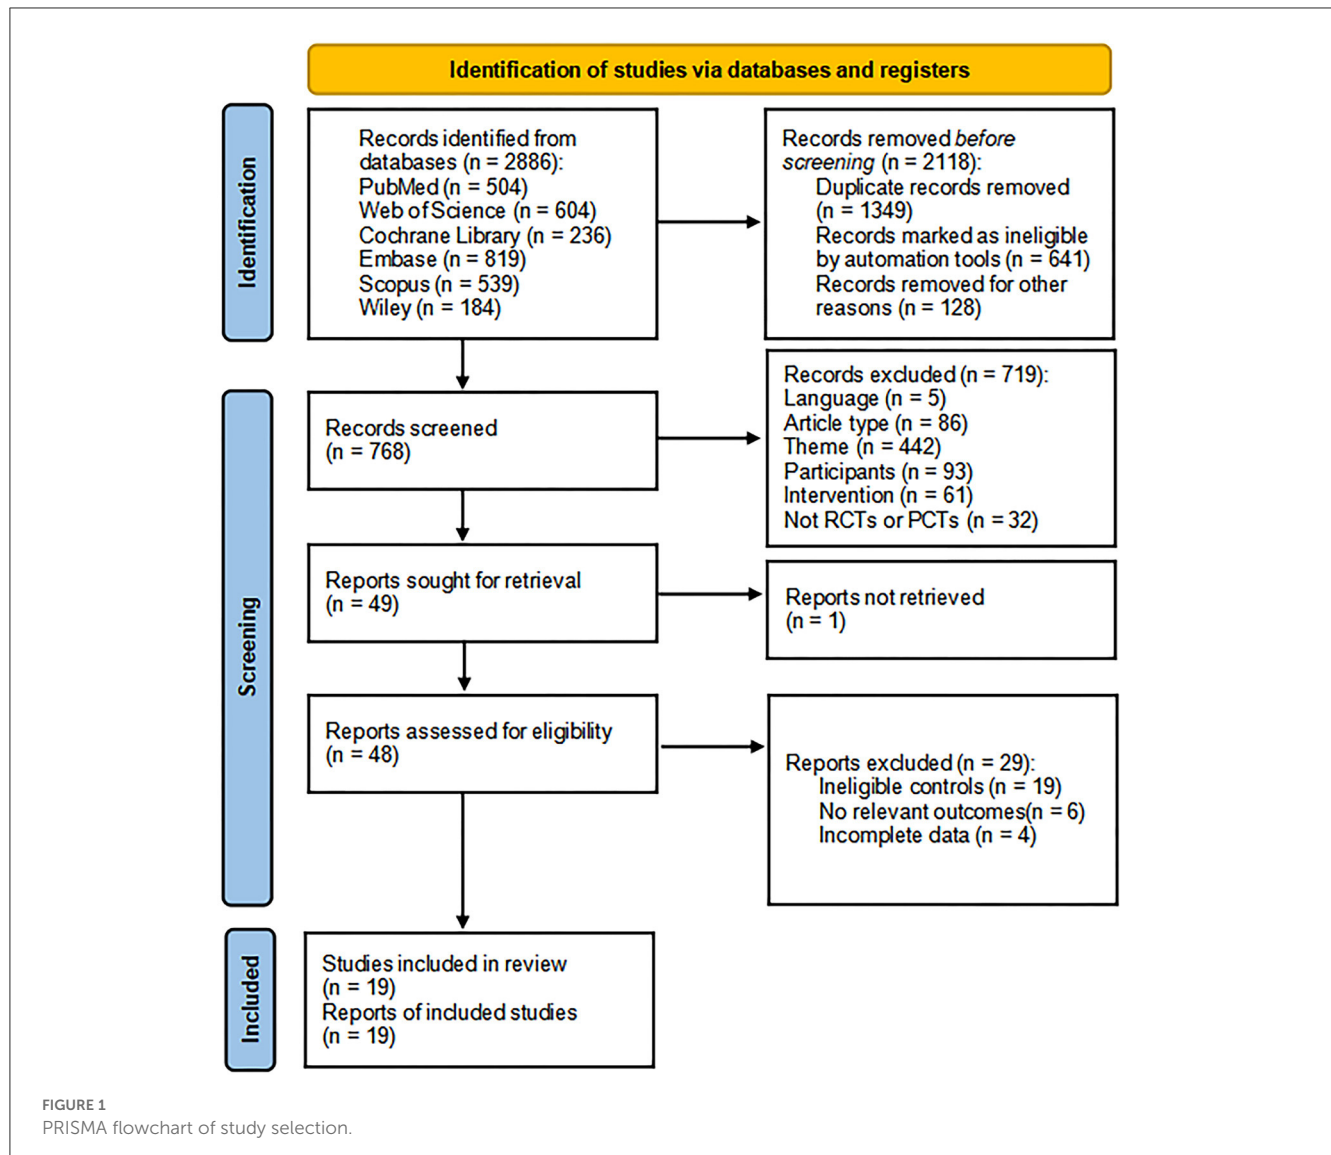 Identification of studies via databases and registers
Identification
Records identified from
databases (n = 2886):
PubMed (n = 504)
Web of Science (n = 604)
Cochrane Library (n = 236)
Embase (n = 819)
Scopus (n = 539)
Wiley (n = 184)
Records removed before
screening (n = 2118):
Duplicate records removed
(n = 1349)
Records marked as ineligible
by automation tools (n = 641)
Records removed for other
reasons (n = 128)
Screening
Records screened
(n = 768)
Records excluded (n = 719):
Language (n = 5)
Article type (n = 86)
Theme (n = 442)
Participants (n = 93)
Intervention (n = 61)
Not RCTs or PCTs (n = 32)
Reports sought for retrieval
(n = 49)
Reports not retrieved
(n = 1)
Reports assessed for eligibility
(n = 48)
Reports excluded (n = 29):
Ineligible controls (n = 19)
No relevant outcomes(n = 6)
Incomplete data (n = 4)
Included
Studies included in review
(n = 19)
Reports of included studies
(n = 19)
FIGURE 1
PRISMA flowchart of study selection.